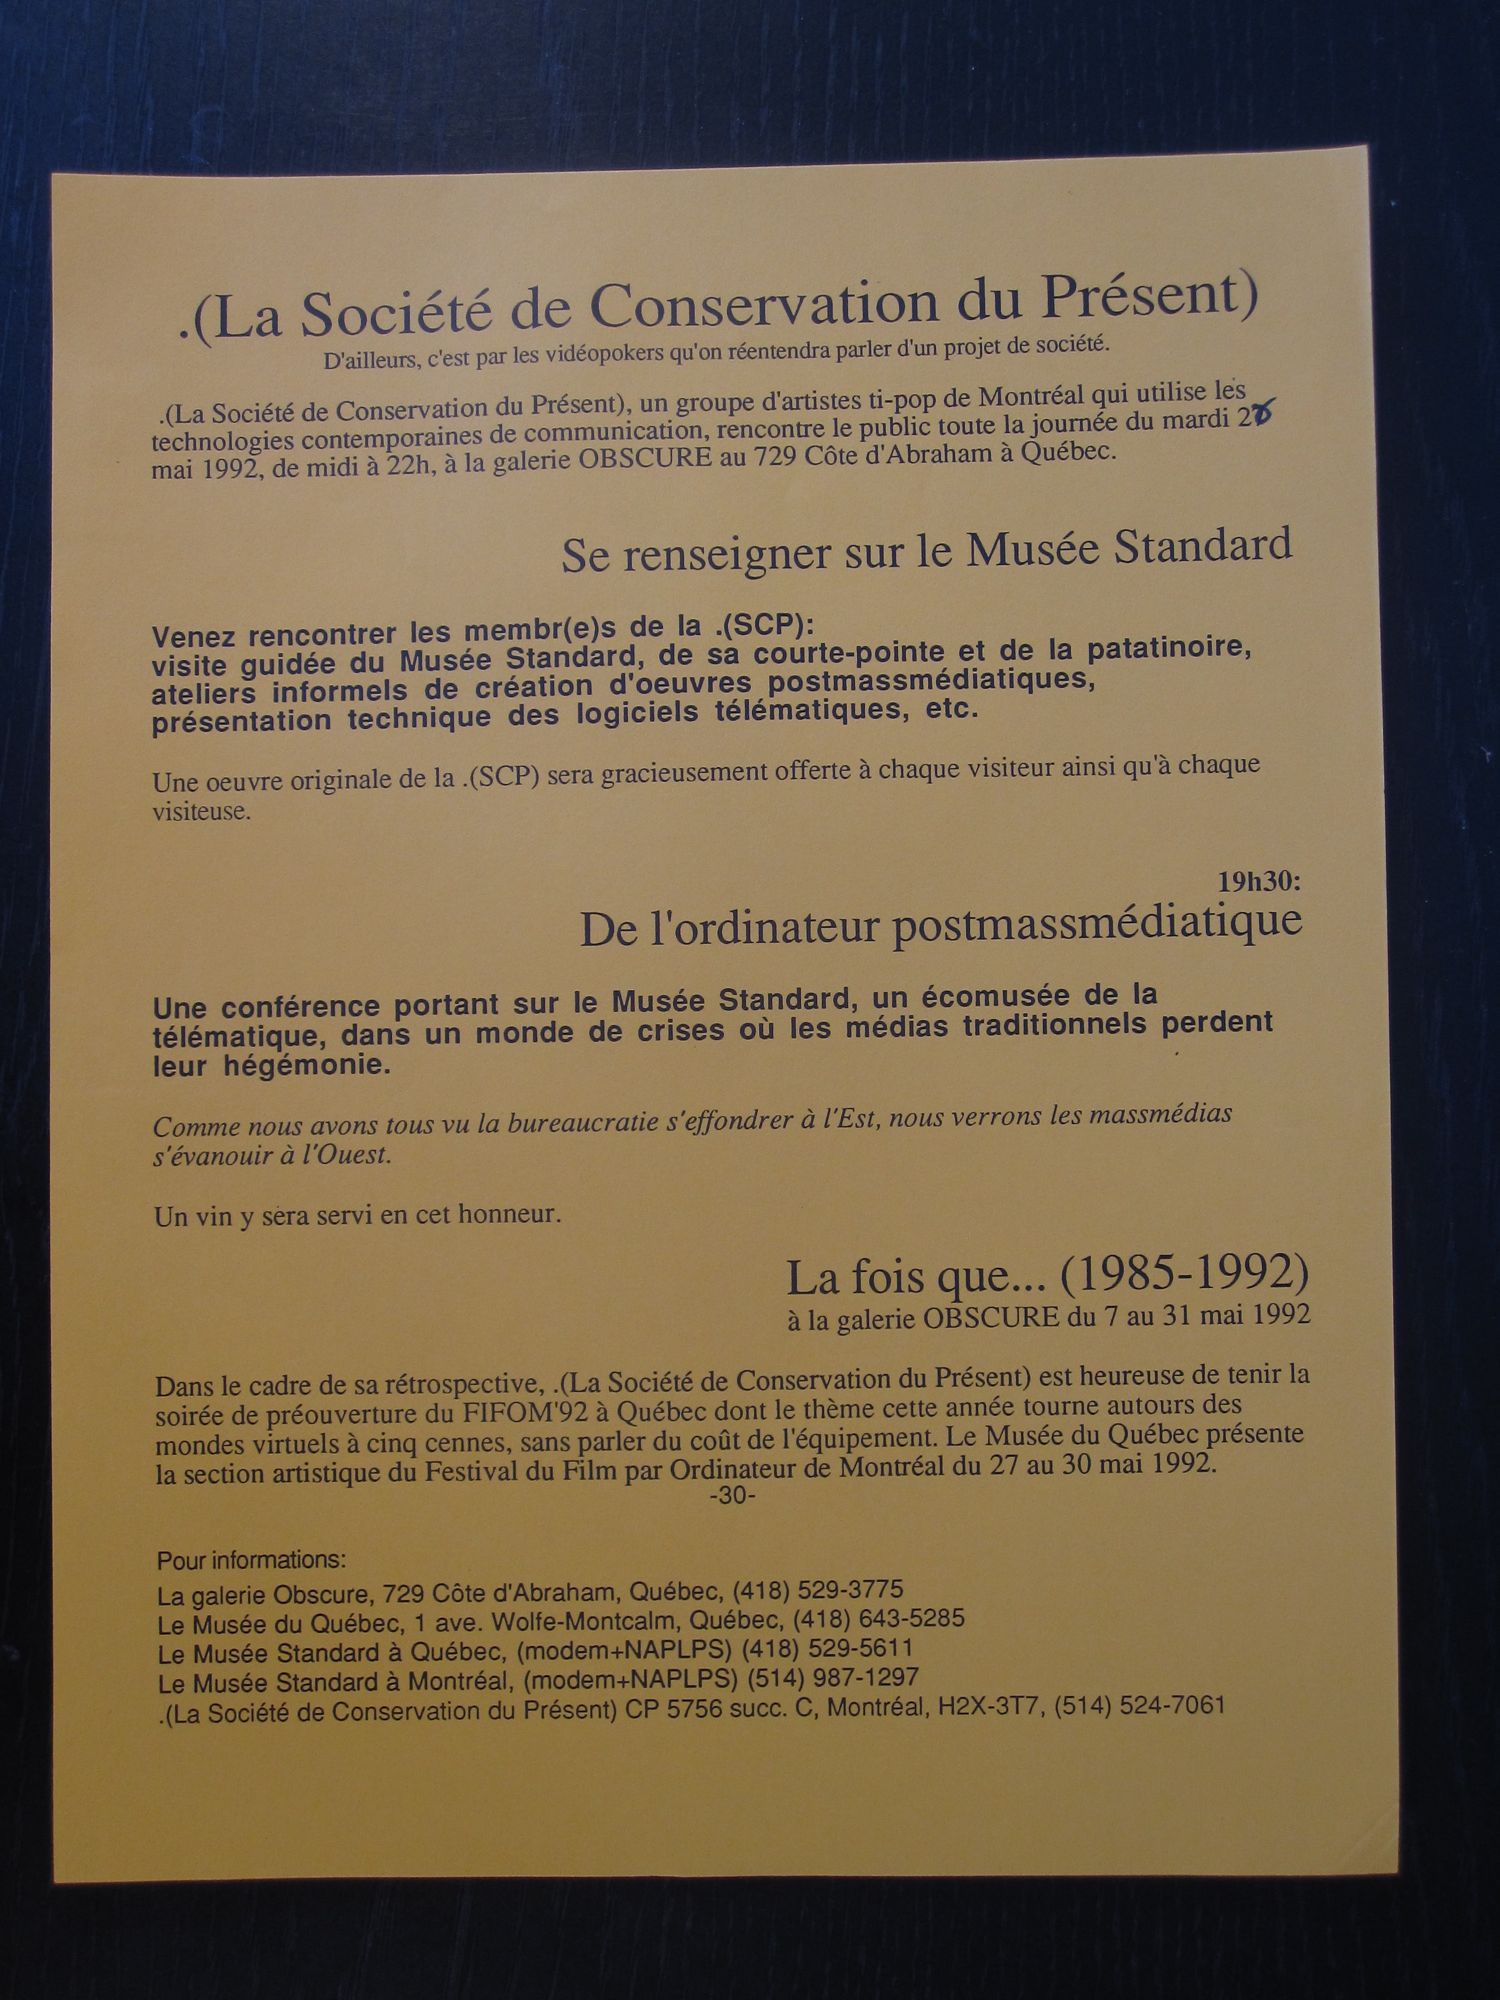 .(La Société de Conservation du Présent)
D'ailleurs, c'est par les vidéopokers qu'on réentendra parler d'un projet de société.
.(La Société de Conservation du Présent), un groupe d'artistes ti-pop de Montréal qui utilise les
technologies contemporaines de communication, rencontre le public toute la journée du mardi 26
mai 1992, de midi à 22h, à la galerie OBSCURE au 729 Côte d'Abraham à Québec.
Se renseigner sur le Musée Standard
Venez rencontrer les membr(e)s de la .(SCP):
visite guidée du Musée Standard, de sa courte-pointe et de la patatinoire,
ateliers informels de création d'oeuvres postmassmédiatiques,
présentation technique des logiciels télématiques, etc.
Une oeuvre originale de la .(SCP) sera gracieusement offerte à chaque visiteur ainsi qu'à chaque
visiteuse.
19h30:
De l'ordinateur postmassmédiatique
Une conférence portant sur le Musée Standard, un écomusée de la
télématique, dans un monde de crises où les médias traditionnels perdent
leur hégémonie.
Comme nous avons tous vu la bureaucratie s'effondrer à l'Est, nous verrons les massmédias
s'évanouir à l'Ouest.
Un vin y sera servi en cet honneur.
La fois que... (1985-1992)
à la galerie OBSCURE du 7 au 31 mai 1992
Dans le cadre de sa rétrospective, .(La Société de Conservation du Présent) est heureuse de tenir la
soirée de préouverture du FIFOM'92 à Québec dont le thème cette année tourne autours des
mondes virtuels à cinq cennes, sans parler du coût de l'équipement. Le Musée du Québec présente
la section artistique du Festival du Film par Ordinateur de Montréal du 27 au 30 mai 1992.
-30-
Pour informations:
La galerie Obscure, 729 Côte d'Abraham, Québec, (418) 529-3775
Le Musée du Québec, 1 ave. Wolfe-Montcalm, Québec, (418) 643-5285
Le Musée Standard à Québec, (modem+NAPLPS) (418) 529-5611
Le Musée Standard à Montréal, (modem+NAPLPS) (514) 987-1297
.(La Société de Conservation du Présent) CP 5756 succ. C, Montréal, H2X-3T7, (514) 524-7061